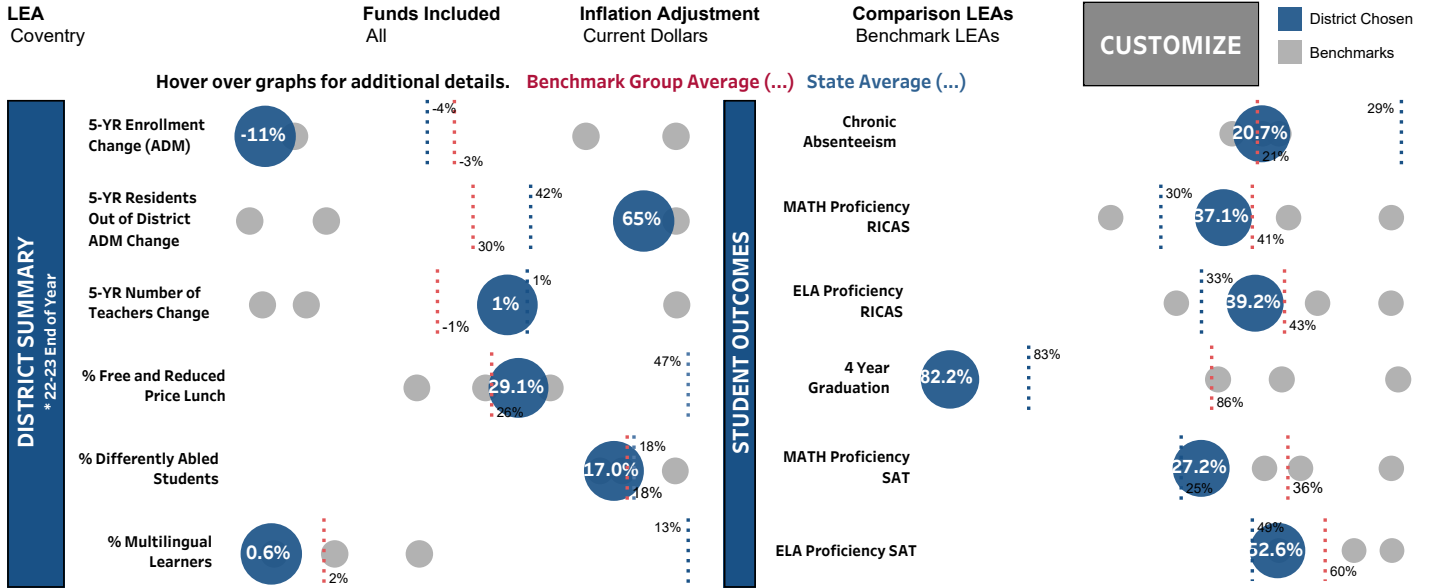 LEA
Coventry
Funds Included
All
Inflation Adjustment
Current Dollars
Comparison LEAs
Benchmark LEAs
CUSTOMIZE
District Chosen
Benchmarks
Hover over graphs for additional details. Benchmark Group Average (...) State Average (...)
DISTRICT SUMMARY
* 22-23 End of Year
5-YR Enrollment
Change (ADM)
-11%
-4%
-3%
5-YR Residents
Out of District
ADM Change
42%
65%
30%
5-YR Number of
Teachers Change
1%
1%
-1%
% Free and Reduced
Price Lunch
47%
29.1%
26%
% Differently Abled
Students
18%
17.0%
18%
% Multilingual
Learners
13%
0.6%
2%
STUDENT OUTCOMES
Chronic
Absenteeism
29%
20.7%
21%
MATH Proficiency
RICAS
30%
37.1%
41%
ELA Proficiency
RICAS
33%
39.2%
43%
4 Year
Graduation
83%
82.2%
86%
MATH Proficiency
SAT
27.2%
25%
36%
ELA Proficiency SAT
49%
52.6%
60%